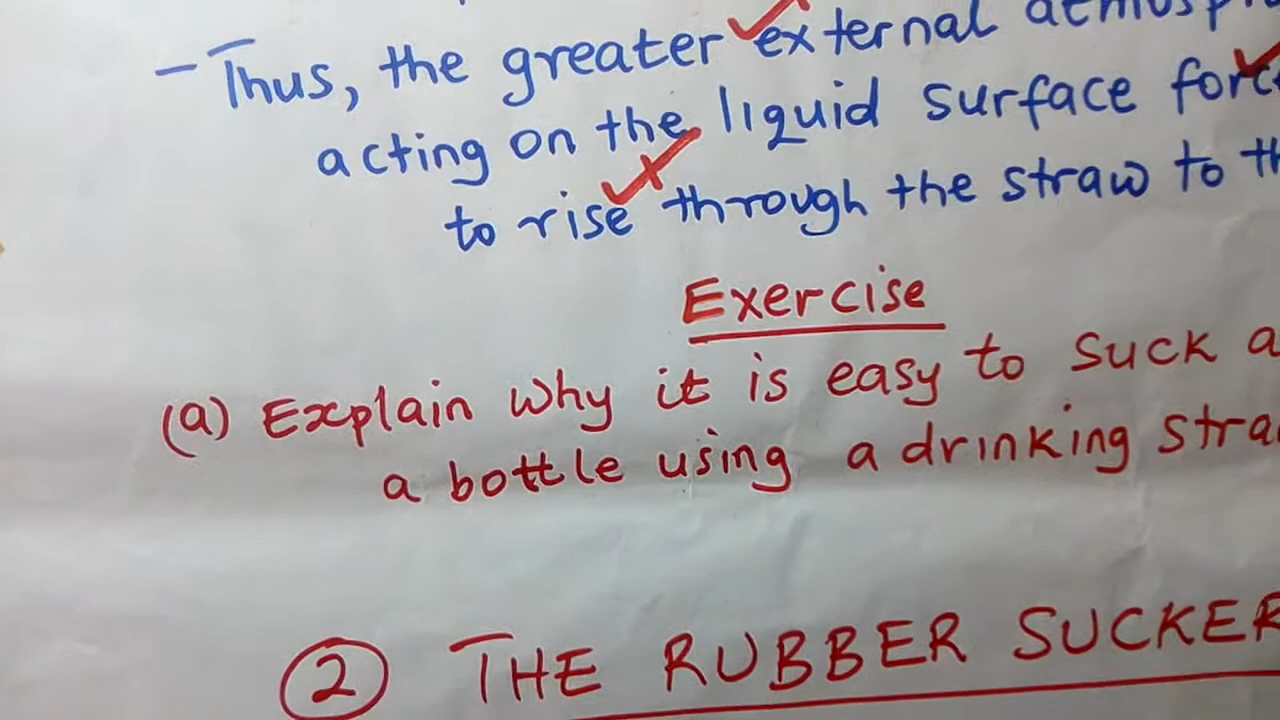 - Thus, the greater external
acting on the liquid surface
to rise through the straw to
Exercise
(a) Explain why it is easy to suck a
a bottle using a drinking
② THE RUBBER SUCKER